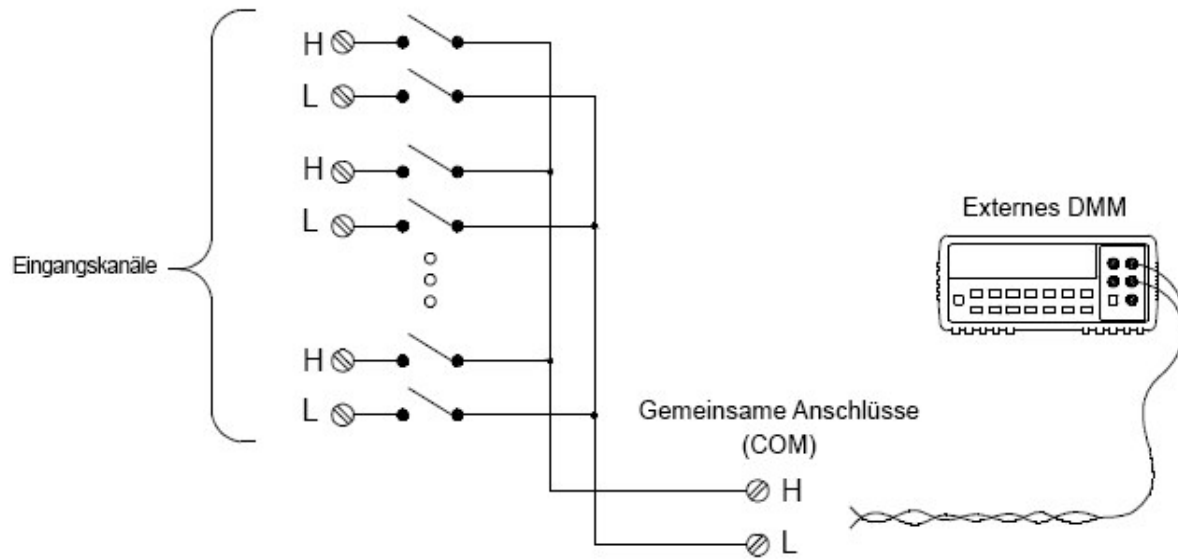 H
L
H
L
Externes DMM
Eingangskanäle
H
L
Gemeinsame Anschlüsse
(COM)
H
L